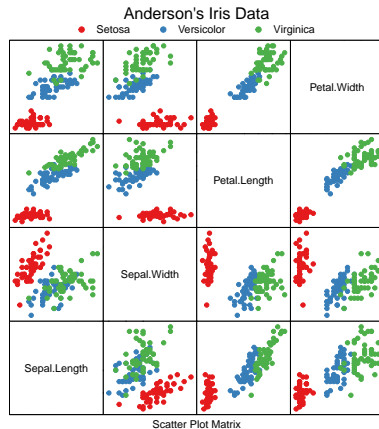 Anderson's Iris Data
Setosa Versicolor Virginica
Petal.Width
Petal.Length
Sepal.Width
Sepal.Length
Scatter Plot Matrix